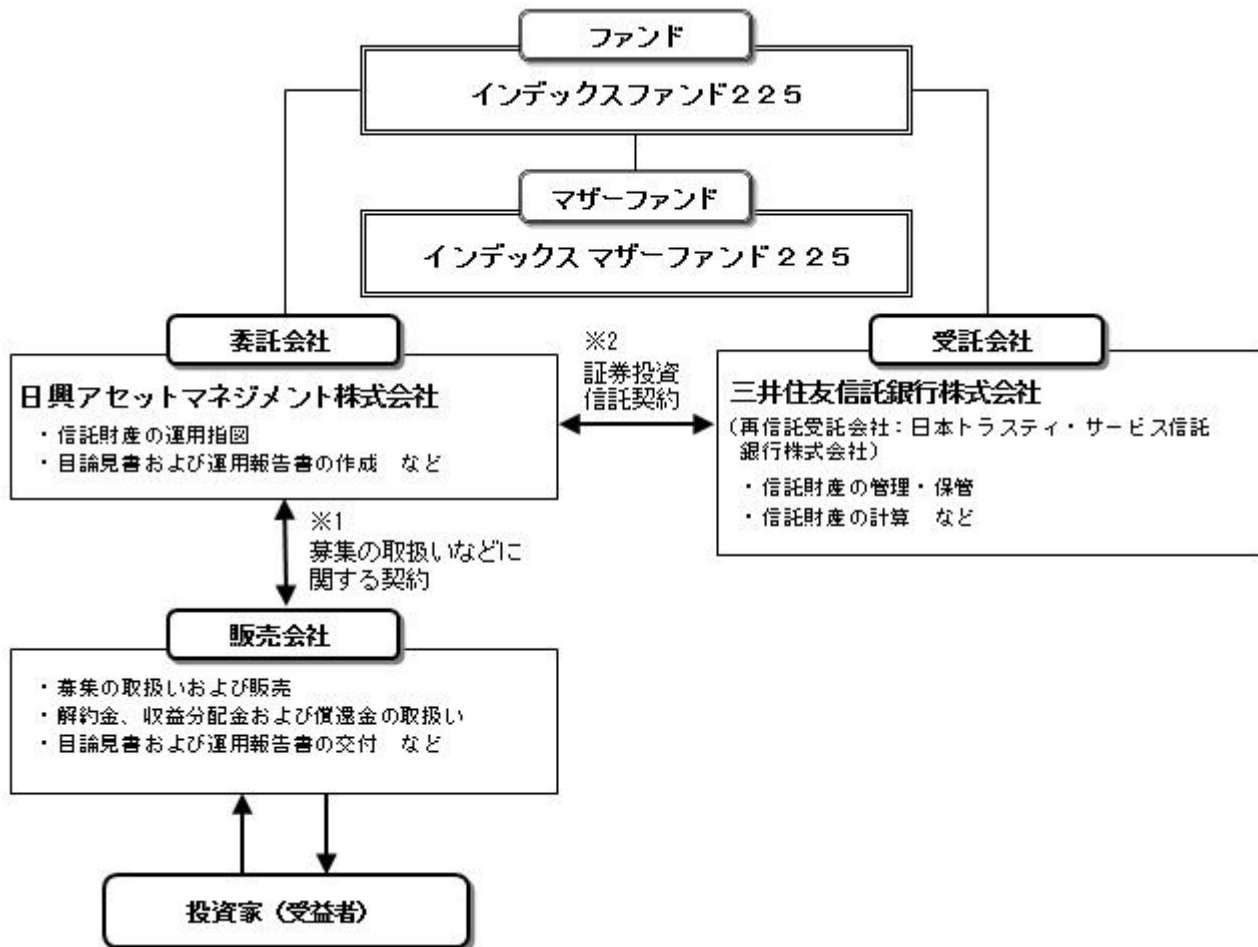 ファンド
インデックスファンド２２５
マザーファンド
インデックス マザーファンド２２５
委託会社
日興アセットマネジメント株式会社
・信託財産の運用指図
・目論見書および運用報告書の作成　など
※2
証券投資
信託契約
受託会社
三井住友信託銀行株式会社
（再信託受託会社：日本トラスティ・サービス信託
銀行株式会社）
・信託財産の管理・保管
・信託財産の計算　など
※1
募集の取扱いなどに
関する契約
販売会社
・募集の取扱いおよび販売
・解約金、収益分配金および償還金の取扱い
・目論見書および運用報告書の交付　など
投資家（受益者）